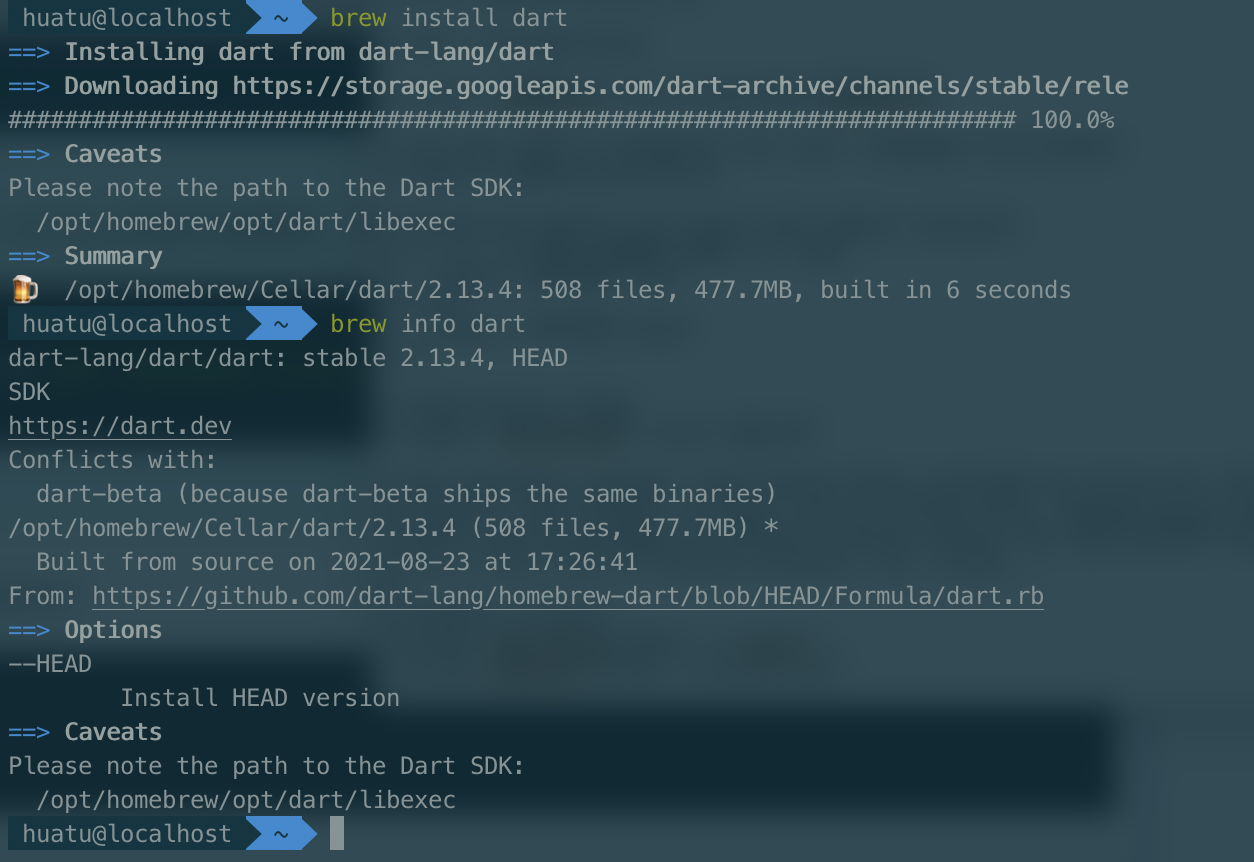 huatu@localhost ~ brew install dart
==> Installing dart from dart-lang/dart
==> Downloading https://storage.googleapis.com/dart-archive/channels/stable/rele
######################################################################## 100.0%
==> Caveats
Please note the path to the Dart SDK:
  /opt/homebrew/opt/dart/libexec
==> Summary
🍺  /opt/homebrew/Cellar/dart/2.13.4: 508 files, 477.7MB, built in 6 seconds
huatu@localhost ~ brew info dart
dart-lang/dart/dart: stable 2.13.4, HEAD
SDK
https://dart.dev
Conflicts with:
  dart-beta (because dart-beta ships the same binaries)
/opt/homebrew/Cellar/dart/2.13.4 (508 files, 477.7MB) *
  Built from source on 2021-08-23 at 17:26:41
From: https://github.com/dart-lang/homebrew-dart/blob/HEAD/Formula/dart.rb
==> Options
--HEAD
        Install HEAD version
==> Caveats
Please note the path to the Dart SDK:
  /opt/homebrew/opt/dart/libexec
huatu@localhost ~